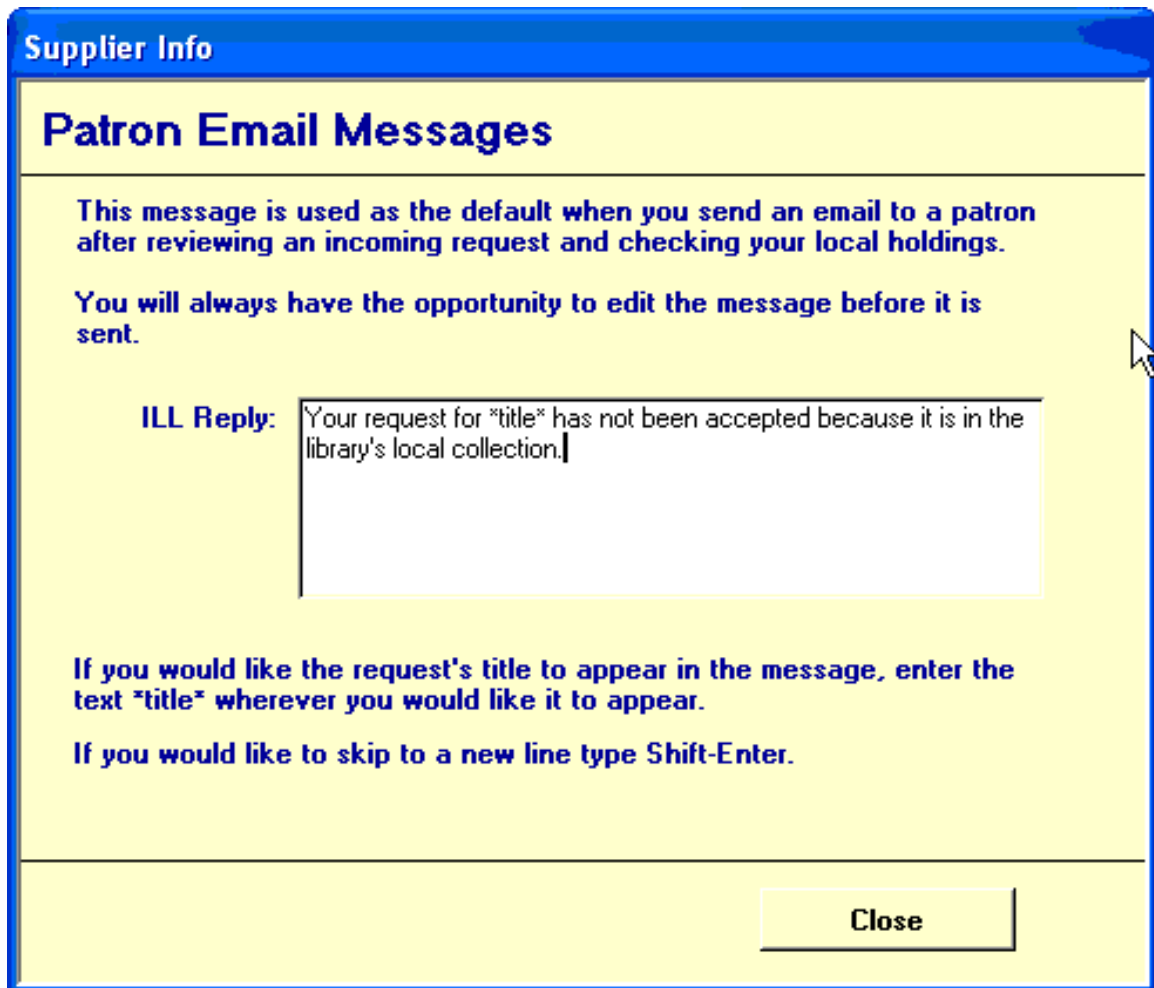 Supplier Info
Patron Email Messages
This message is used as the default when you send an email to a patron
after reviewing an incoming request and checking your local holdings.
You will always have the opportunity to edit the message before it is
sent.
ILL Reply:
Your request for *title* has not been accepted because it is in the
library's local collection.
If you would like the request's title to appear in the message, enter the
text *title* wherever you would like it to appear.
If you would like to skip to a new line type Shift-Enter.
Close